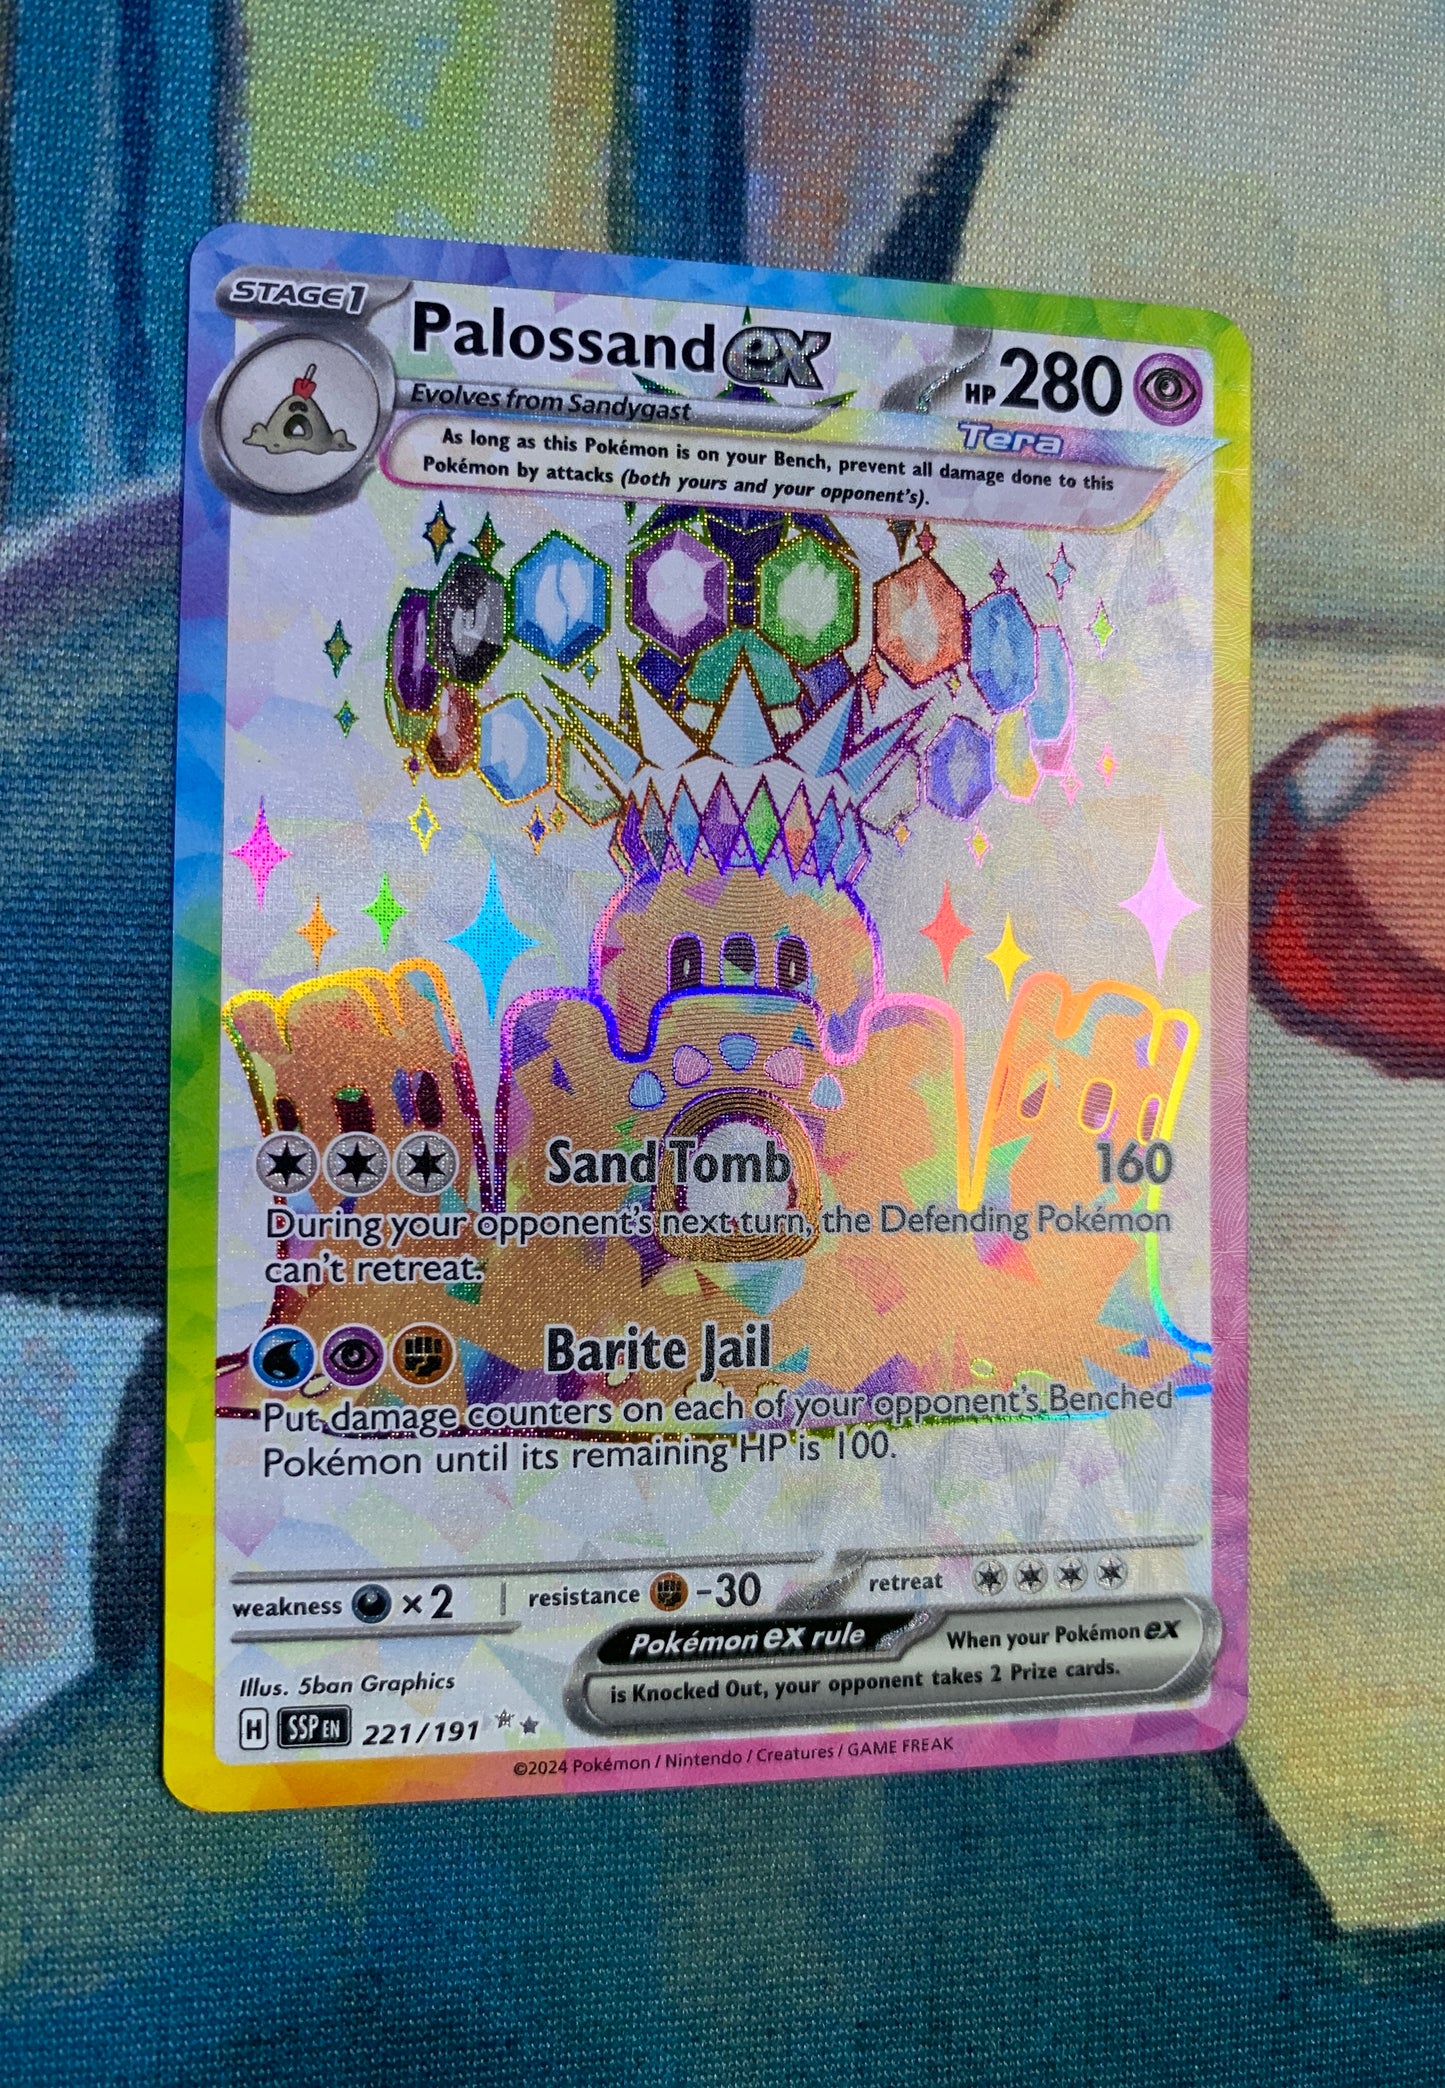 STAGE1
Palossand ex
HP 280
Evolves from Sandygast
Tera
As long as this Pokémon is on your Bench, prevent all damage done to this
Pokémon by attacks (both yours and your opponent's).
Sand Tomb 160
During your opponent's next turn, the Defending Pokémon
can't retreat.
Barite Jail
Put damage counters on each of your opponent's Benched
Pokémon until its remaining HP is 100.
weakness ×2 resistance -30 retreat
Pokémon ex rule When your Pokémon ex
is Knocked Out, your opponent takes 2 Prize cards.
Illus. 5ban Graphics
H SSP EN 221/191
©2024 Pokémon / Nintendo / Creatures / GAME FREAK